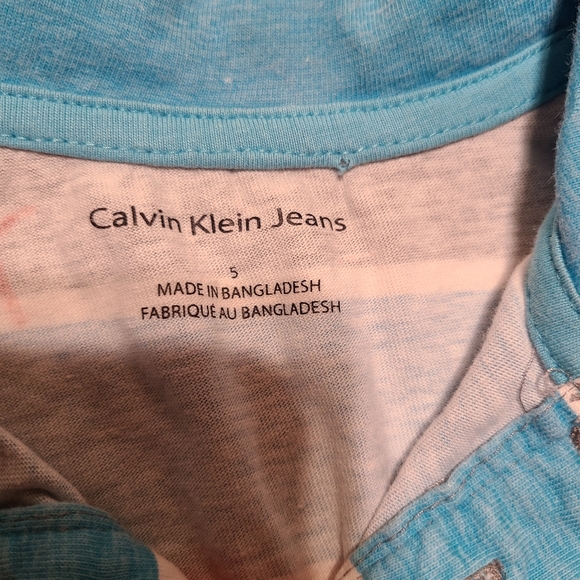 Calvin Klein Jeans
5
MADE IN BANGLADESH
FABRIQUÉ AU BANGLADESH